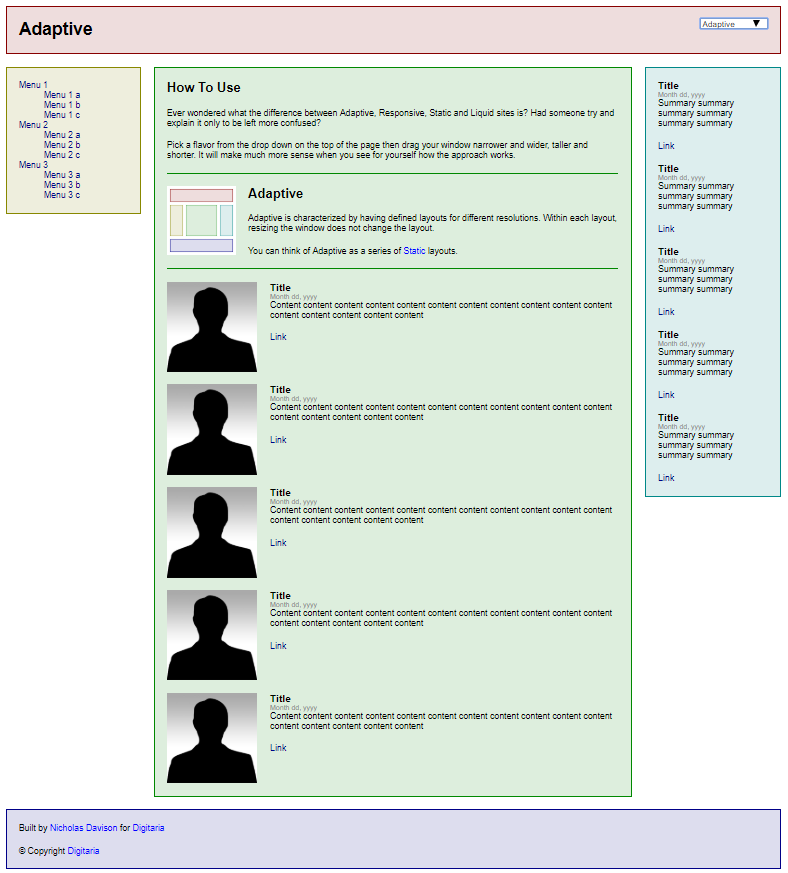 Adaptive
Adaptive
Menu 1
Menu 1 a
Menu 1 b
Menu 1 c
Menu 2
Menu 2 a
Menu 2 b
Menu 2 c
Menu 3
Menu 3 a
Menu 3 b
Menu 3 c
How To Use
Ever wondered what the difference between Adaptive, Responsive, Static and Liquid sites is? Had someone try and
explain it only to be left more confused?
Pick a flavor from the drop down on the top of the page then drag your window narrower and wider, taller and
shorter. It will make much more sense when you see for yourself how the approach works.
Adaptive
Adaptive is characterized by having defined layouts for different resolutions. Within each layout,
resizing the window does not change the layout.
You can think of Adaptive as a series of Static layouts.
Title
Month dd, yyyy
Content content content content content content content content content content content
content content content content content
Link
Title
Month dd, yyyy
Content content content content content content content content content content content
content content content content content
Link
Title
Month dd, yyyy
Content content content content content content content content content content content
content content content content content
Link
Title
Month dd, yyyy
Content content content content content content content content content content content
content content content content content
Link
Title
Month dd, yyyy
Content content content content content content content content content content content
content content content content content
Link
Title
Month dd, yyyy
Summary summary
summary summary
summary summary
Link
Title
Month dd, yyyy
Summary summary
summary summary
summary summary
Link
Title
Month dd, yyyy
Summary summary
summary summary
summary summary
Link
Title
Month dd, yyyy
Summary summary
summary summary
summary summary
Link
Title
Month dd, yyyy
Summary summary
summary summary
summary summary
Link
Built by Nicholas Davison for Digitaria
© Copyright Digitaria